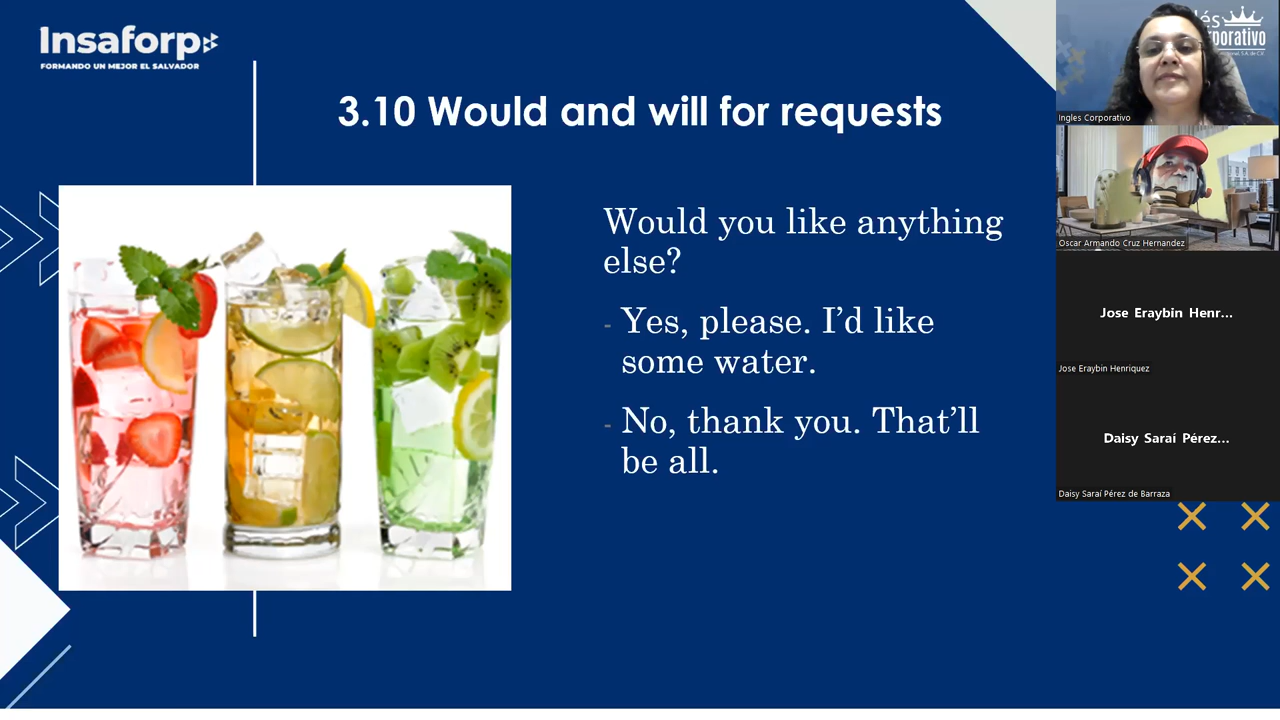 Insaforp
FORMANDO UN MEJOR EL SALVADOR
3.10 Would and will for requests
Would you like anything
else?
- Yes, please. I’d like
some water.
- No, thank you. That’ll
be all.
Ingles Corporativo
Oscar Armando Cruz Hernandez
Jose Eraybin Henr...
Jose Eraybin Henriquez
Daisy Saraí Pérez...
Daisy Saraí Pérez de Barraza